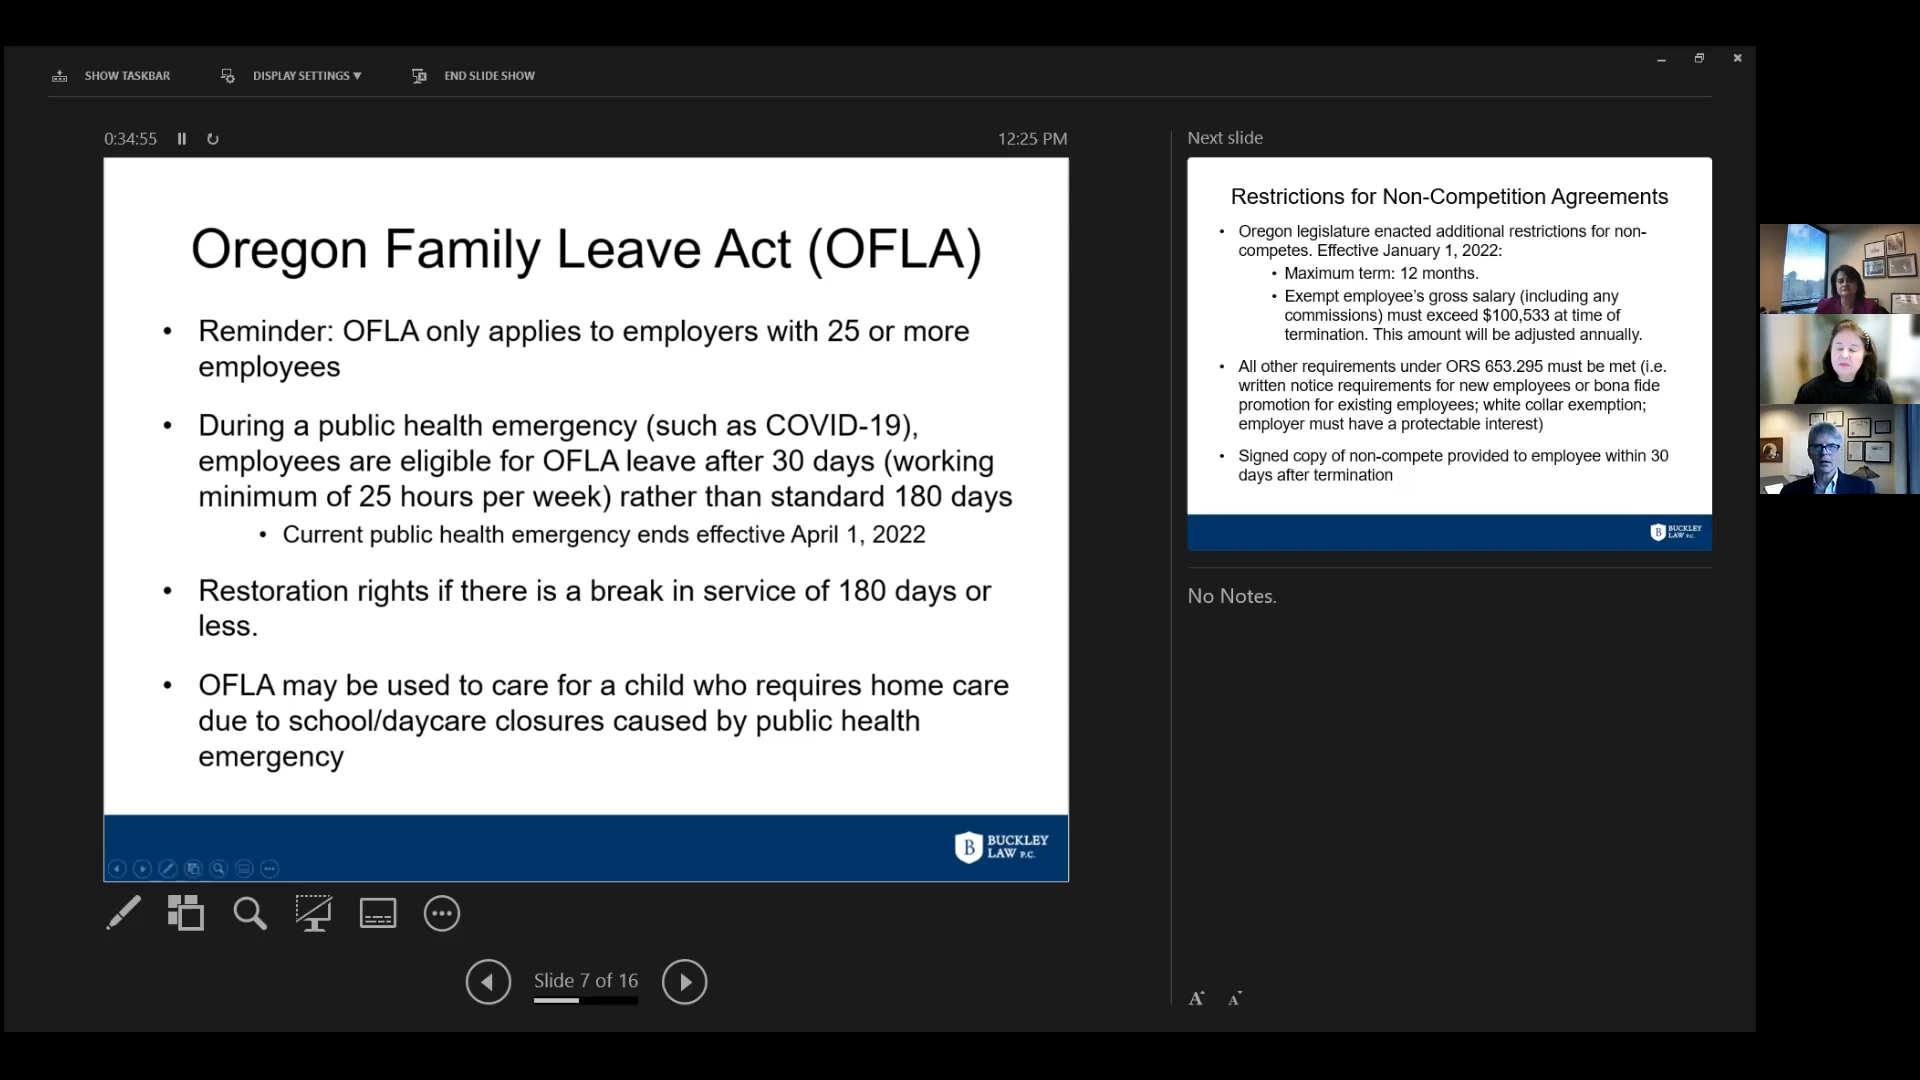 SHOW TASKBAR
DISPLAY SETTINGS ▼
END SLIDE SHOW
0:34:55
12:25 PM
Oregon Family Leave Act (OFLA)
• Reminder: OFLA only applies to employers with 25 or more
employees
• During a public health emergency (such as COVID-19),
employees are eligible for OFLA leave after 30 days (working
minimum of 25 hours per week) rather than standard 180 days
• Current public health emergency ends effective April 1, 2022
• Restoration rights if there is a break in service of 180 days or
less.
• OFLA may be used to care for a child who requires home care
due to school/daycare closures caused by public health
emergency
B BUCKLEY
LAW P.C.
Slide 7 of 16
Next slide
Restrictions for Non-Competition Agreements
• Oregon legislature enacted additional restrictions for non-
competes. Effective January 1, 2022:
• Maximum term: 12 months.
• Exempt employee's gross salary (including any
commissions) must exceed $100,533 at time of
termination. This amount will be adjusted annually.
• All other requirements under ORS 653.295 must be met (i.e.
written notice requirements for new employees or bona fide
promotion for existing employees; white collar exemption;
employer must have a protectable interest)
• Signed copy of non-compete provided to employee within 30
days after termination
B BUCKLEY
LAW P.C.
No Notes.
A A